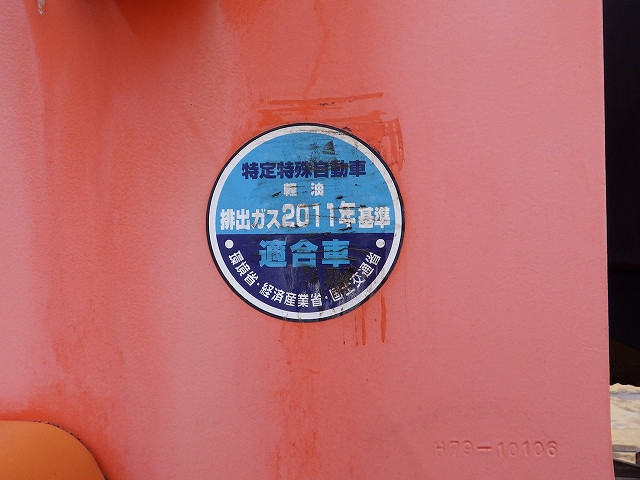 特定特殊自動車
軽 油
排出ガス2011年基準
適合車
環境省・経済産業省・国土交通省
H79-10106